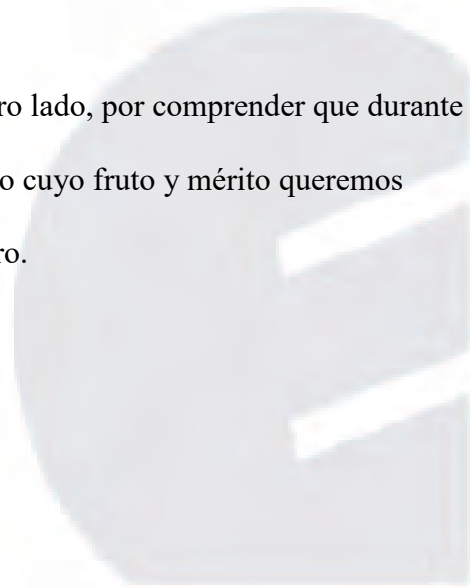 ro lado, por comprender que durante
o cuyo fruto y mérito queremos
ro.